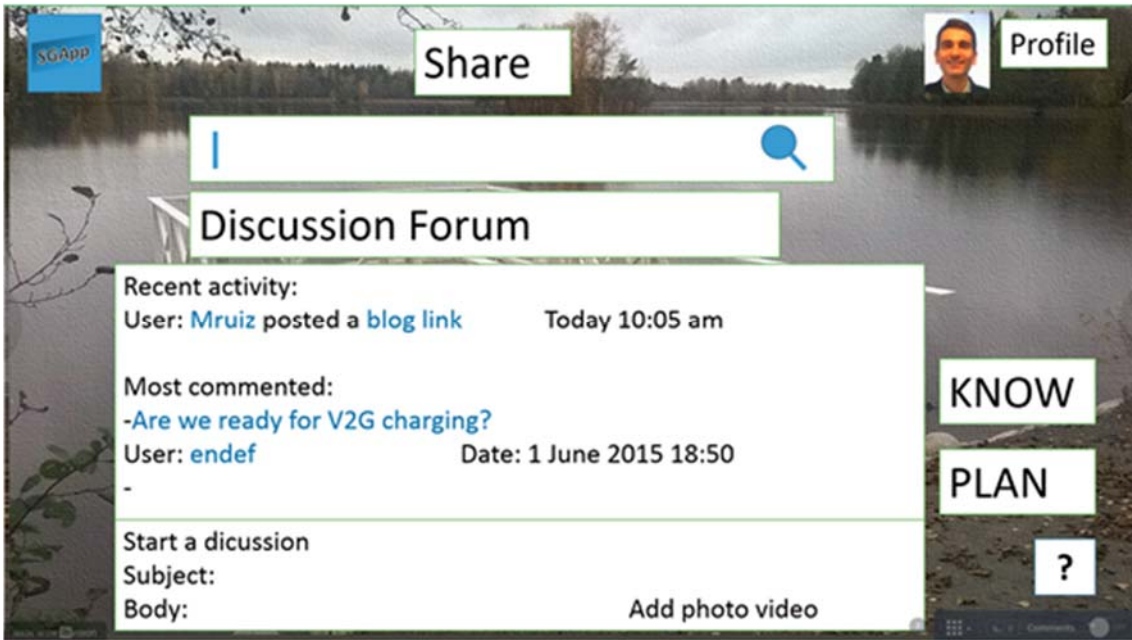 SGApp
Share
Profile
Discussion Forum
Recent activity:
User: Mruiz posted a blog link Today 10:05 am
Most commented:
-Are we ready for V2G charging?
User: endef Date: 1 June 2015 18:50
-
KNOW
PLAN
Start a dicussion
Subject:
?
Body: Add photo video
Comments